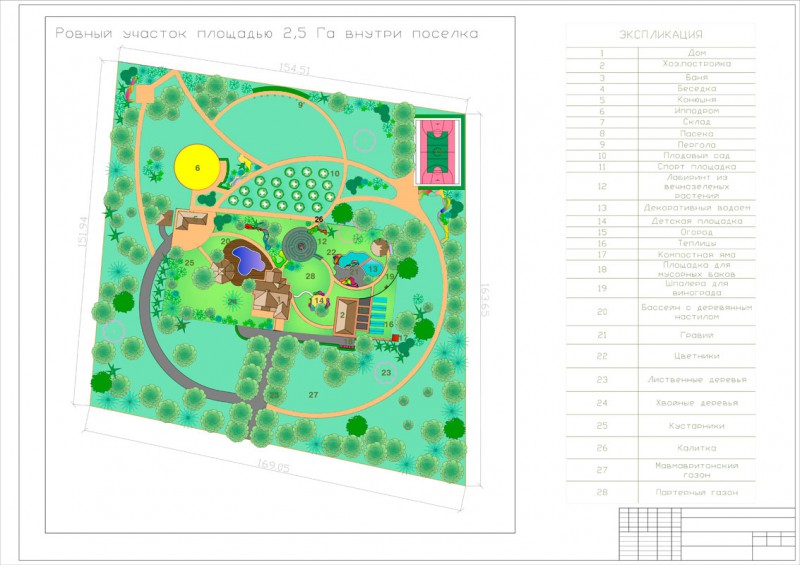 Ровный участок площадью 2,5 Га внутри поселка
ЭКСПЛИКАЦИЯ
154.51
151.94
163.65
169.05
1 Дом
2 Хоз.постройка
3 Баня
4 Беседка
5 Конюшня
6 Ипподром
7 Склад
8 Пасека
9 Пергола
10 Плодовый сад
11 Спорт площадка
12 Лабиринт из
вечнозеленых
растений
13 Декоративный водоем
14 Детская площадка
15 Огород
16 Теплицы
17 Компостная яма
18 Площадка для
мусорных баков
19 Шпалера для
винограда
20 Бассейн с деревянным
настилом
21 Гравий
22 Цветники
23 Лиственные деревья
24 Хвойные деревья
25 Кустарники
26 Калитка
27 Мавмавритонский
газон
28 Партерный газон
9
6
10
26
12
20
25
22
21
13
19
28
14
2
16
17
23
27